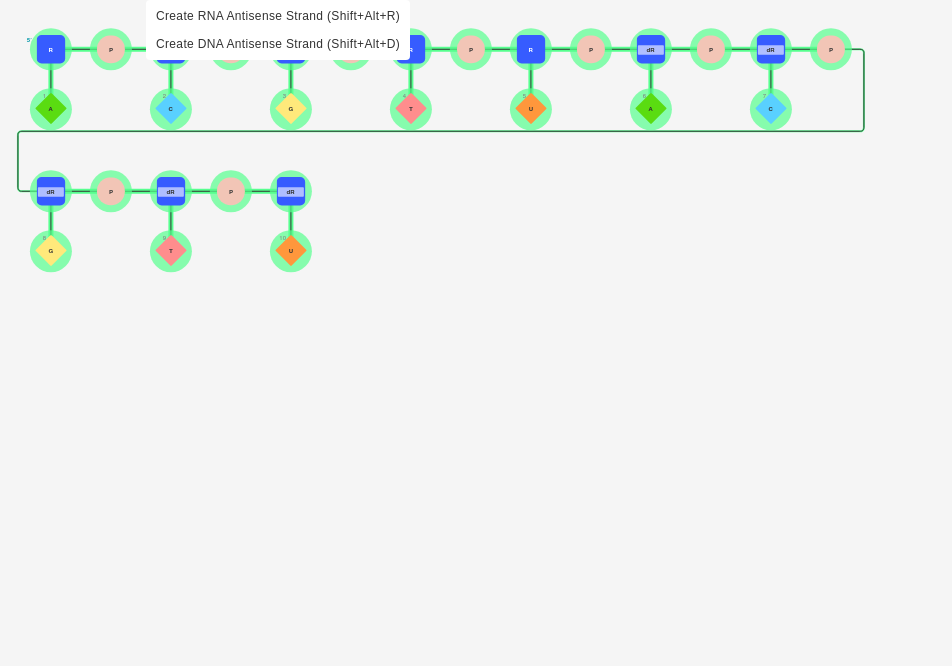 Create RNA Antisense Strand (Shift+Alt+R)
Create DNA Antisense Strand (Shift+Alt+D)
5'
R P R P R P dR P dR P
1 2 3 4 5 6 7
A C G T U A C
dR P dR P dR
8 9 10
G T U